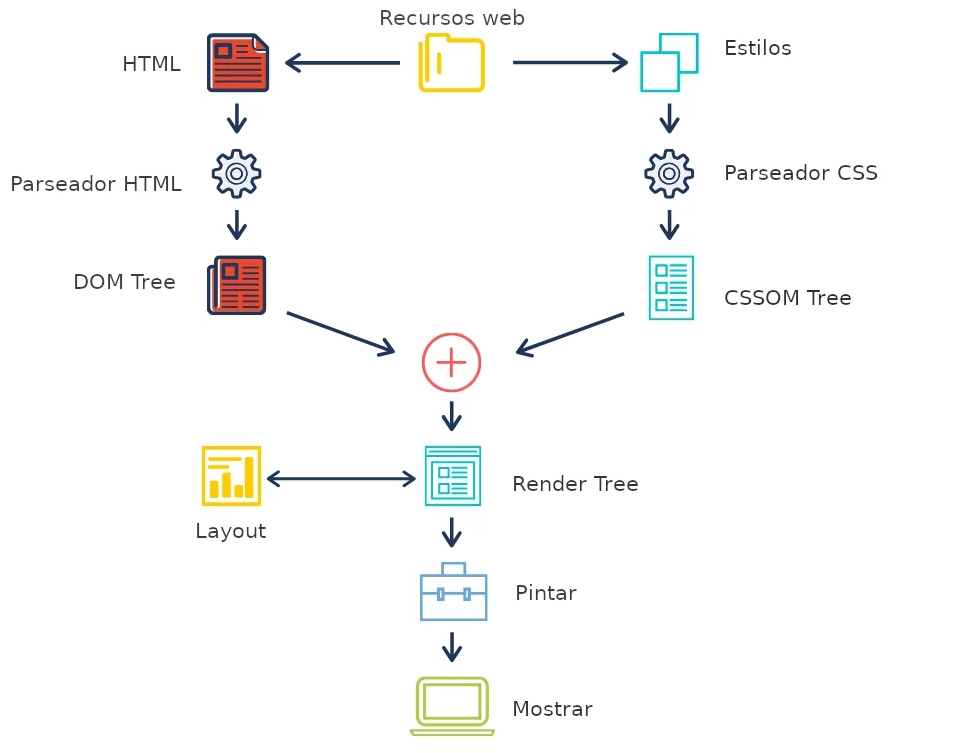 Recursos web
HTML
Estilos
Parseador HTML
Parseador CSS
DOM Tree
CSSOM Tree
Render Tree
Layout
Pintar
Mostrar